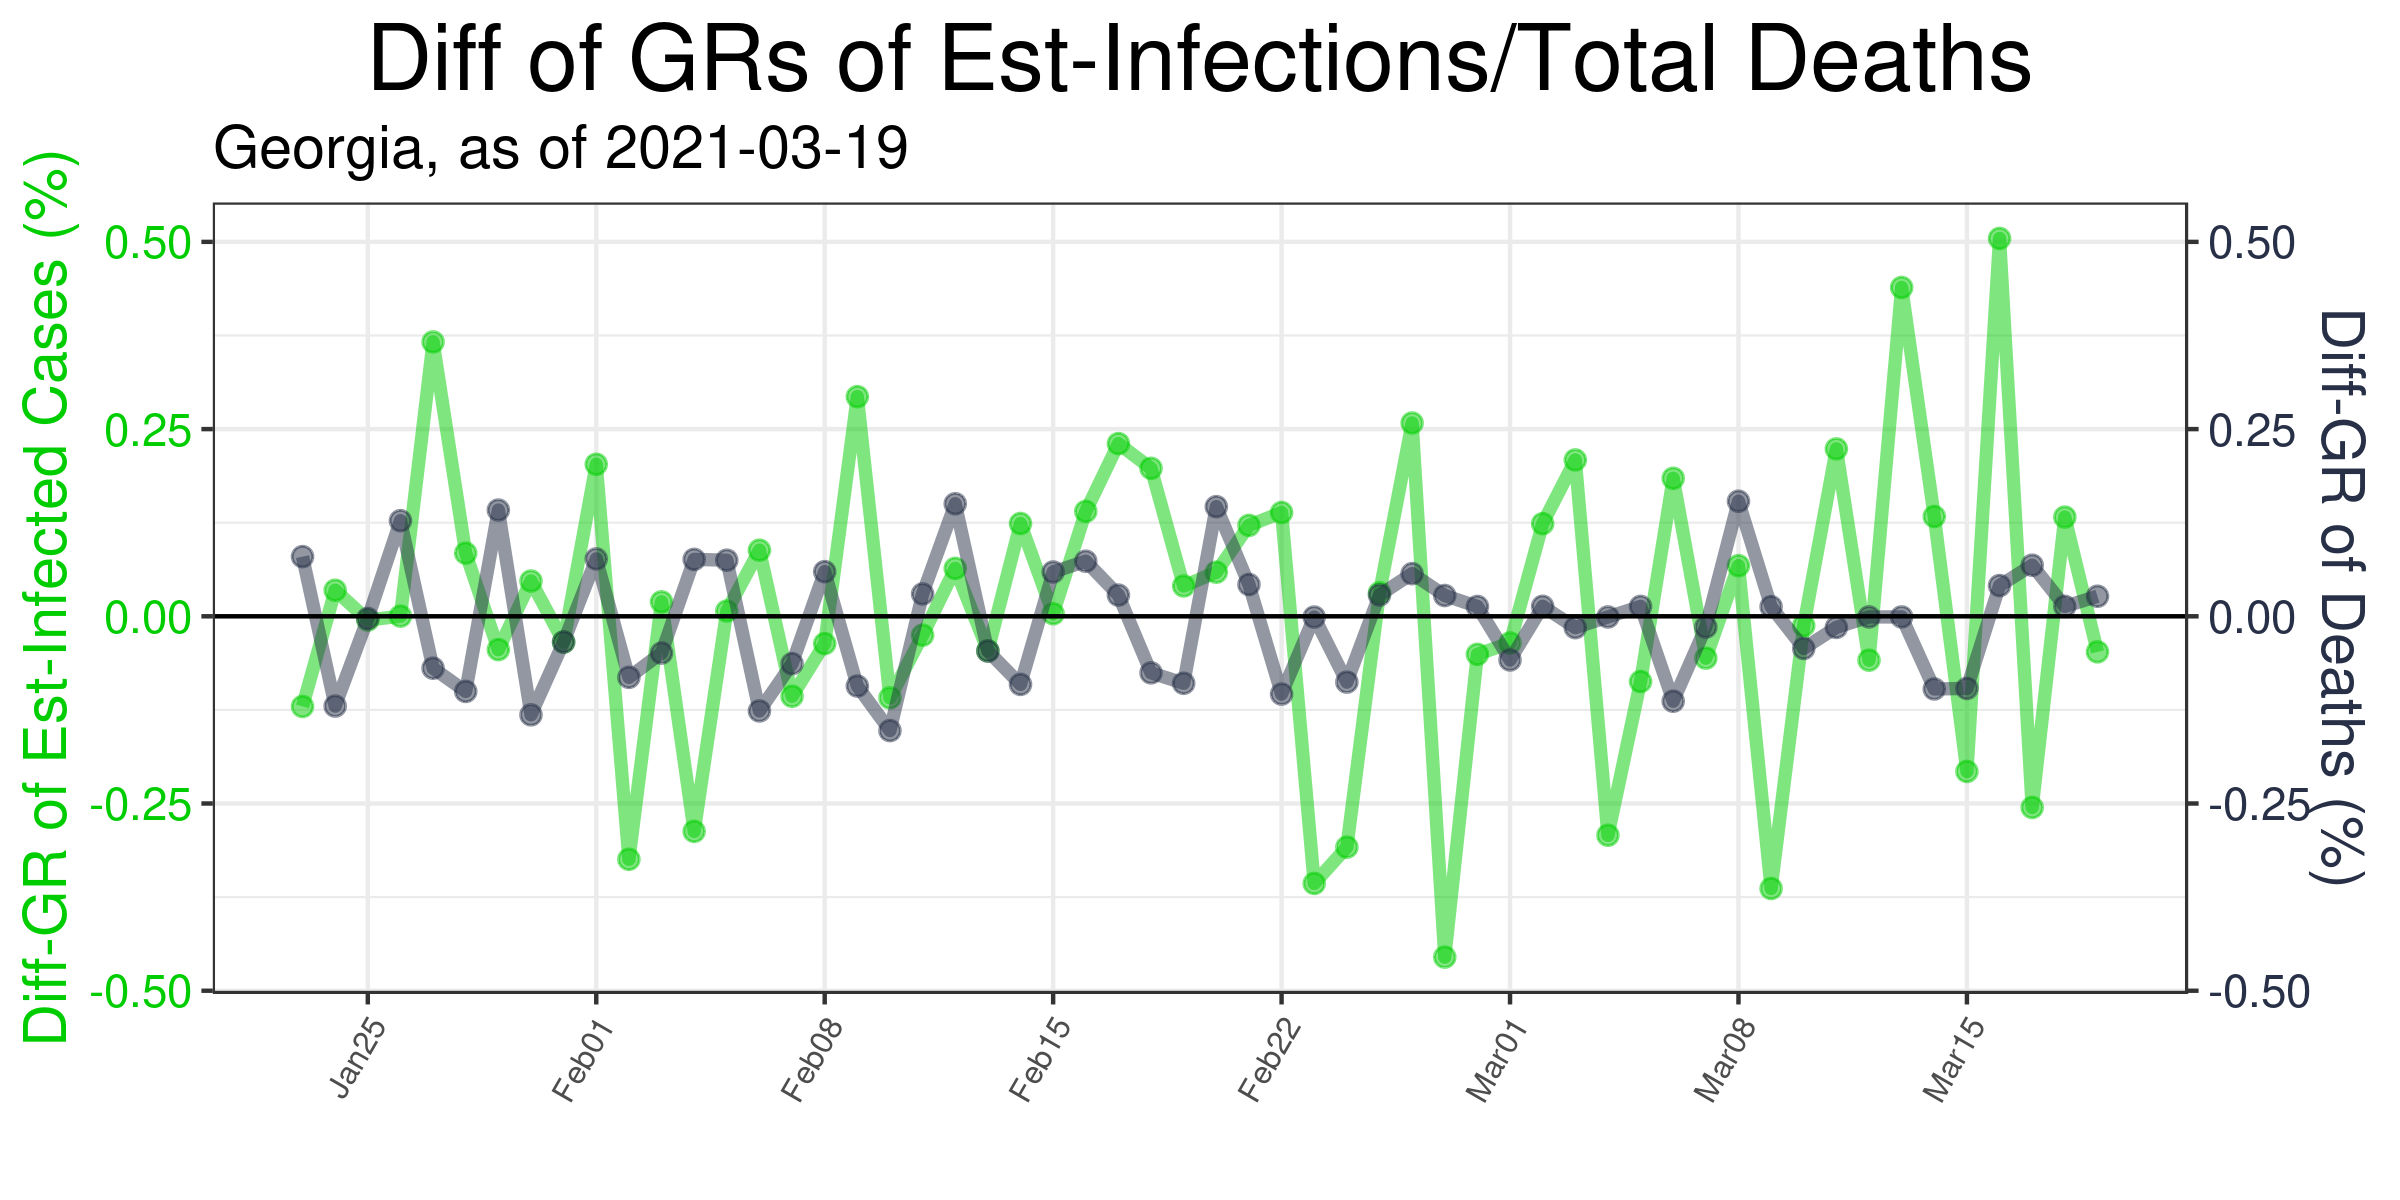 Diff of GRs of Est-Infections/Total Deaths
Georgia, as of 2021-03-19
Diff-GR of Est-Infected Cases (%)
0.50
0.25
0.00
-0.25
-0.50
0.50
0.25
0.00
-0.25
-0.50
Diff-GR of Deaths (%)
Jan25
Feb01
Feb08
Feb15
Feb22
Mar01
Mar08
Mar15